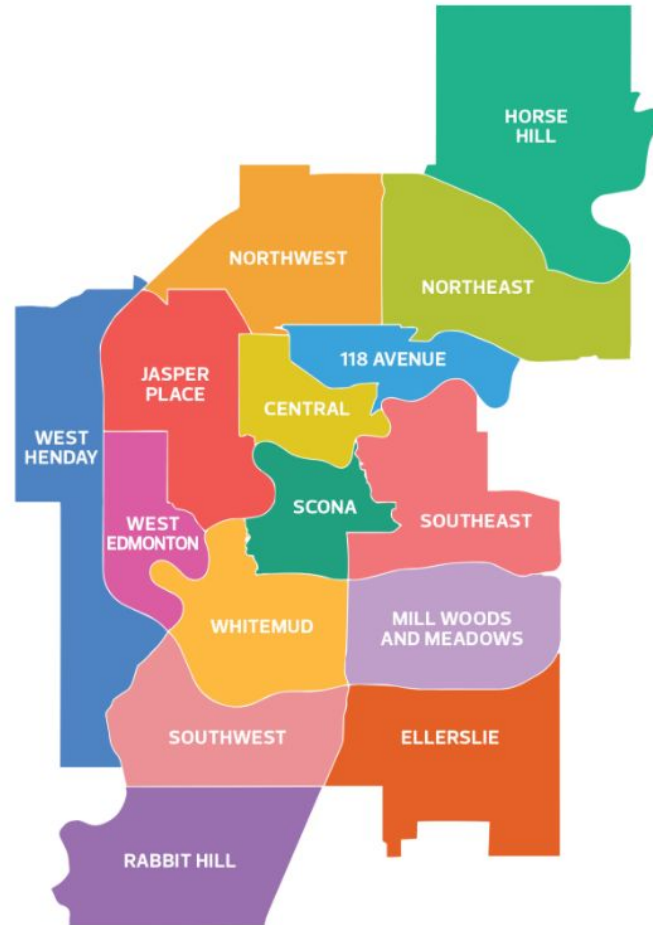 HORSE
HILL
NORTHWEST
NORTHEAST
118 AVENUE
JASPER
PLACE
CENTRAL
WEST
HENDAY
SCONA
WEST
EDMONTON
SOUTHEAST
WHITEMUD
MILL WOODS
AND MEADOWS
SOUTHWEST
ELLERSLIE
RABBIT HILL